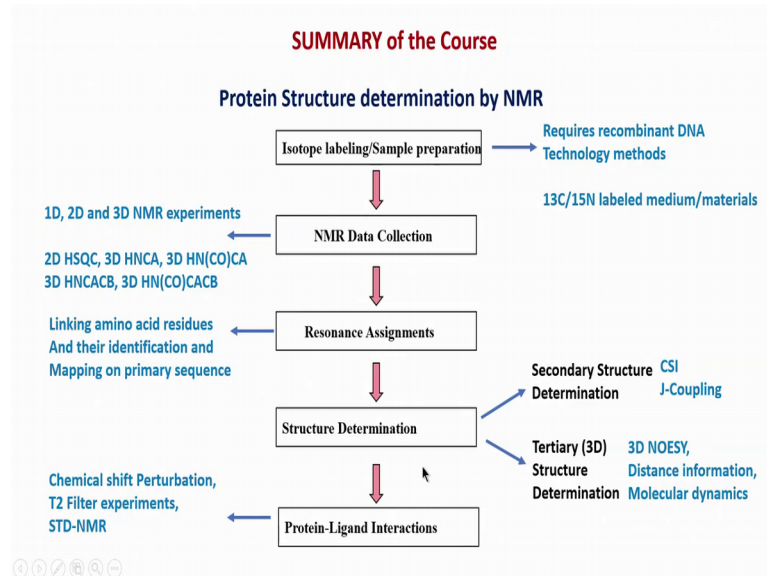 SUMMARY of the Course
Protein Structure determination by NMR
Isotope labeling/Sample preparation
Requires recombinant DNA
Technology methods
13C/15N labeled medium/materials
1D, 2D and 3D NMR experiments
2D HSQC, 3D HNCA, 3D HN(CO)CA
3D HNCACB, 3D HN(CO)CACB
NMR Data Collection
Linking amino acid residues
And their identification and
Mapping on primary sequence
Resonance Assignments
Structure Determination
Secondary Structure
Determination
CSI
J-Coupling
Tertiary (3D)
Structure
Determination
3D NOESY,
Distance information,
Molecular dynamics
Chemical shift Perturbation,
T2 Filter experiments,
STD-NMR
Protein-Ligand Interactions